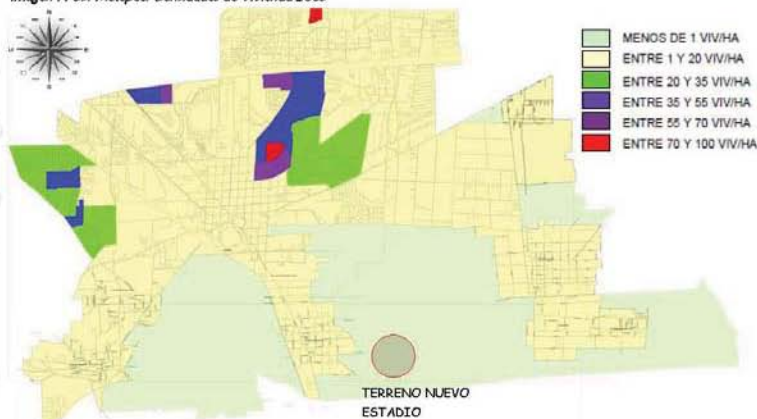 MENOS DE 1 VIV/HA
ENTRE 1 Y 20 VIV/HA
ENTRE 20 Y 35 VIV/HA
ENTRE 35 Y 55 VIV/HA
ENTRE 55 Y 70 VIV/HA
ENTRE 70 Y 100 VIV/HA
TERRENO NUEVO
ESTADIO